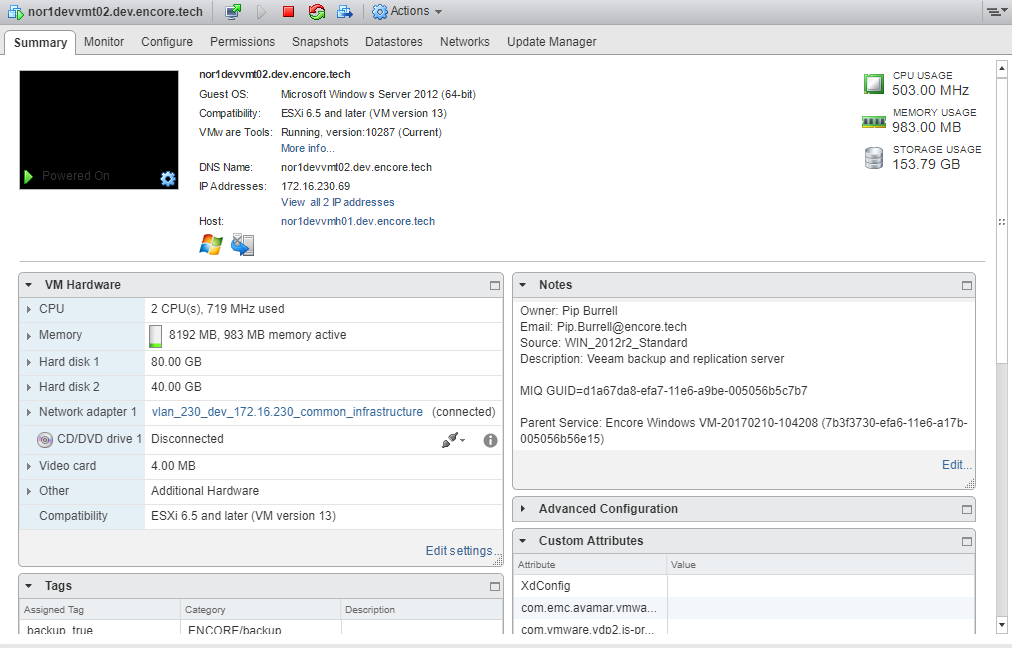 nor1devvmt02.dev.encore.tech
Actions
Summary Monitor Configure Permissions Snapshots Datastores Networks Update Manager
Powered On
nor1devvmt02.dev.encore.tech
Guest OS: Microsoft Windows Server 2012 (64-bit)
Compatibility: ESXi 6.5 and later (VM version 13)
VMware Tools: Running, version:10287 (Current)
More info...
DNS Name: nor1devvmt02.dev.encore.tech
IP Addresses: 172.16.230.69
View all 2 IP addresses
Host: nor1devvmh01.dev.encore.tech
CPU USAGE
503.00 MHz
MEMORY USAGE
983.00 MB
STORAGE USAGE
153.79 GB
VM Hardware
CPU 2 CPU(s), 719 MHz used
Memory 8192 MB, 983 MB memory active
Hard disk 1 80.00 GB
Hard disk 2 40.00 GB
Network adapter 1 vlan_230_dev_172.16.230_common_infrastructure (connected)
CD/DVD drive 1 Disconnected
Video card 4.00 MB
Other Additional Hardware
Compatibility ESXi 6.5 and later (VM version 13)
Edit settings...
Tags
Assigned Tag Category Description
backup_true ENCORE/backup
Notes
Owner: Pip Burrell
Email: Pip.Burrell@encore.tech
Source: WIN_2012r2_Standard
Description: Veeam backup and replication server
MIQ GUID=d1a67da8-efa7-11e6-a9be-005056b5c7b7
Parent Service: Encore Windows VM-20170210-104208 (7b3f3730-efa6-11e6-a17b-
005056b56e15)
Edit...
Advanced Configuration
Custom Attributes
Attribute Value
XdConfig
com.emc.avamar.vmwa...
com.vmware.vdp2.is-pr...